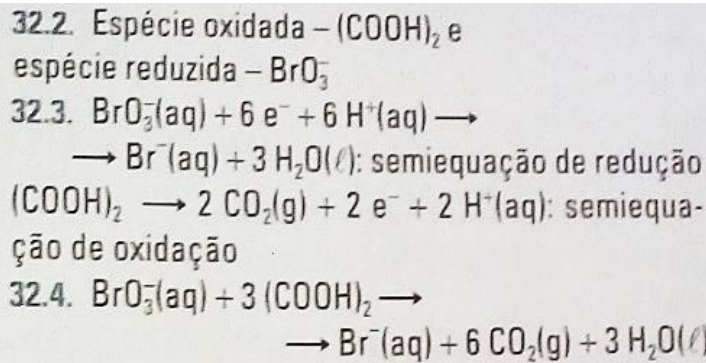 32.2. Espécie oxidada – (COOH)₂ e
espécie reduzida – BrO₃⁻
32.3. BrO₃⁻(aq) + 6 e⁻ + 6 H⁺(aq) ⟶
⟶ Br⁻(aq) + 3 H₂O(ℓ): semiequação de redução
(COOH)₂ ⟶ 2 CO₂(g) + 2 e⁻ + 2 H⁺(aq): semiequa-
ção de oxidação
32.4. BrO₃⁻(aq) + 3 (COOH)₂ ⟶
⟶ Br⁻(aq) + 6 CO₂(g) + 3 H₂O(ℓ)